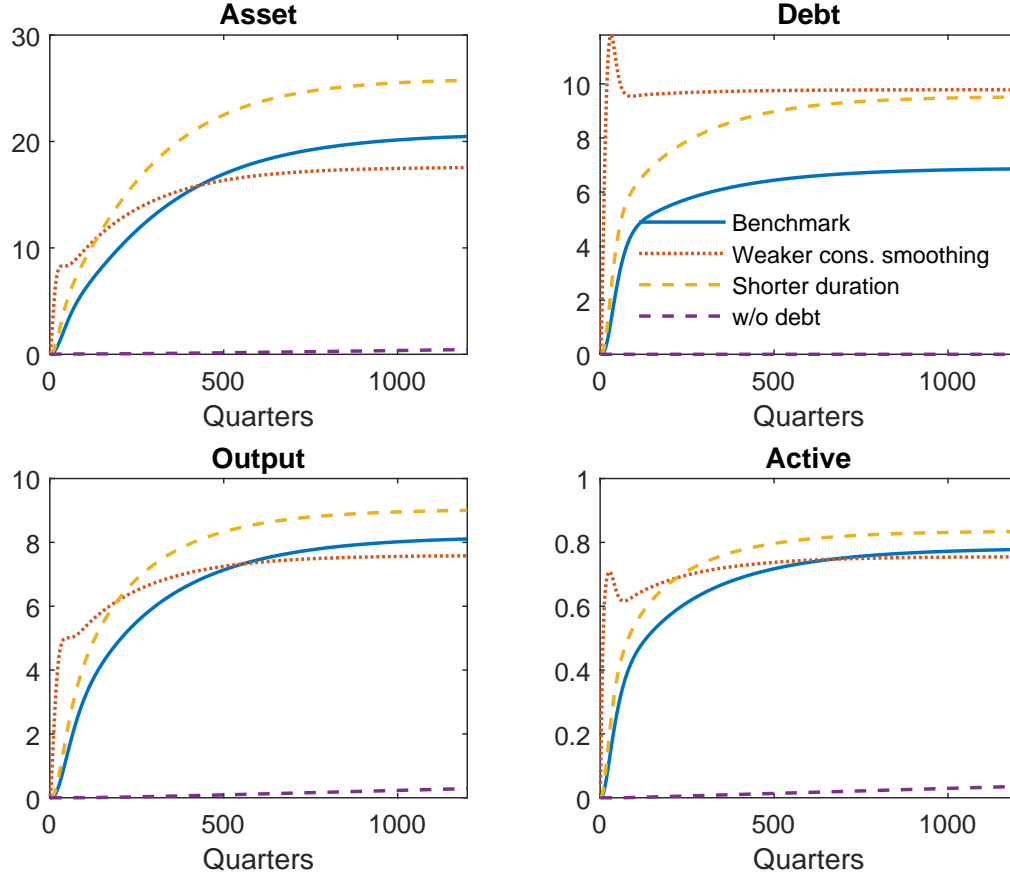 Asset
30
20
10
0
0
500
1000
Quarters
Debt
10
8
6
4
2
0
0
500
1000
Quarters
Benchmark
Weaker cons. smoothing
Shorter duration
w/o debt
Output
10
8
6
4
2
0
0
500
1000
Quarters
Active
1
0.8
0.6
0.4
0.2
0
0
500
1000
Quarters